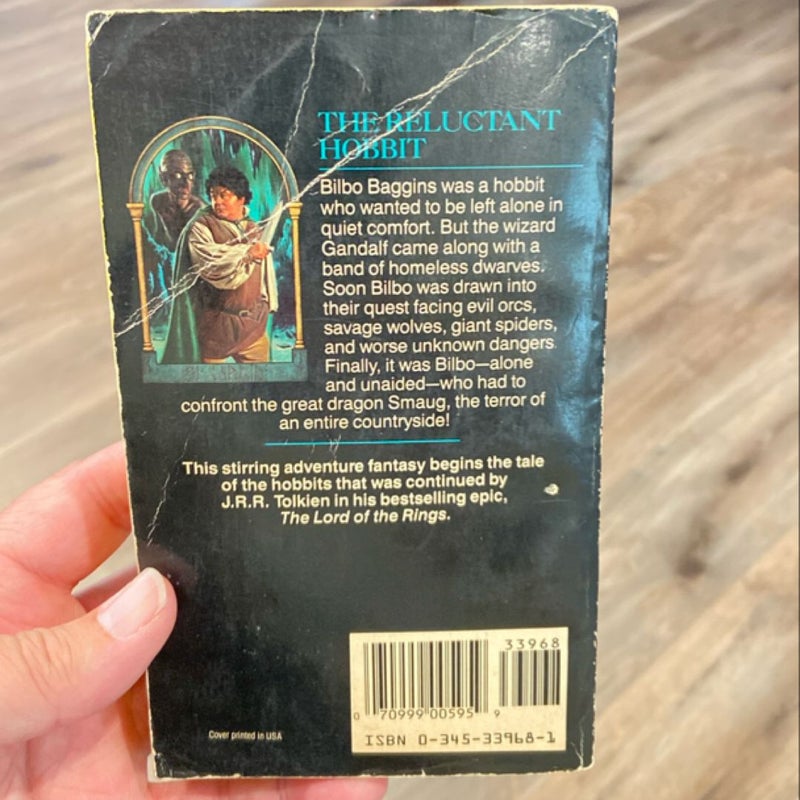 THE RELUCTANT
HOBBIT
Bilbo Baggins was a hobbit
who wanted to be left alone in
quiet comfort. But the wizard
Gandalf came along with a
band of homeless dwarves.
Soon Bilbo was drawn into
their quest facing evil orcs,
savage wolves, giant spiders,
and worse unknown dangers.
Finally, it was Bilbo—alone
and unaided—who had to
confront the great dragon Smaug, the terror of
an entire countryside!
This stirring adventure fantasy begins the tale
of the hobbits that was continued by
J.R.R. Tolkien in his bestselling epic,
The Lord of the Rings.
33968
0 70999 00595 9
ISBN 0-345-33968-1
Cover printed in USA